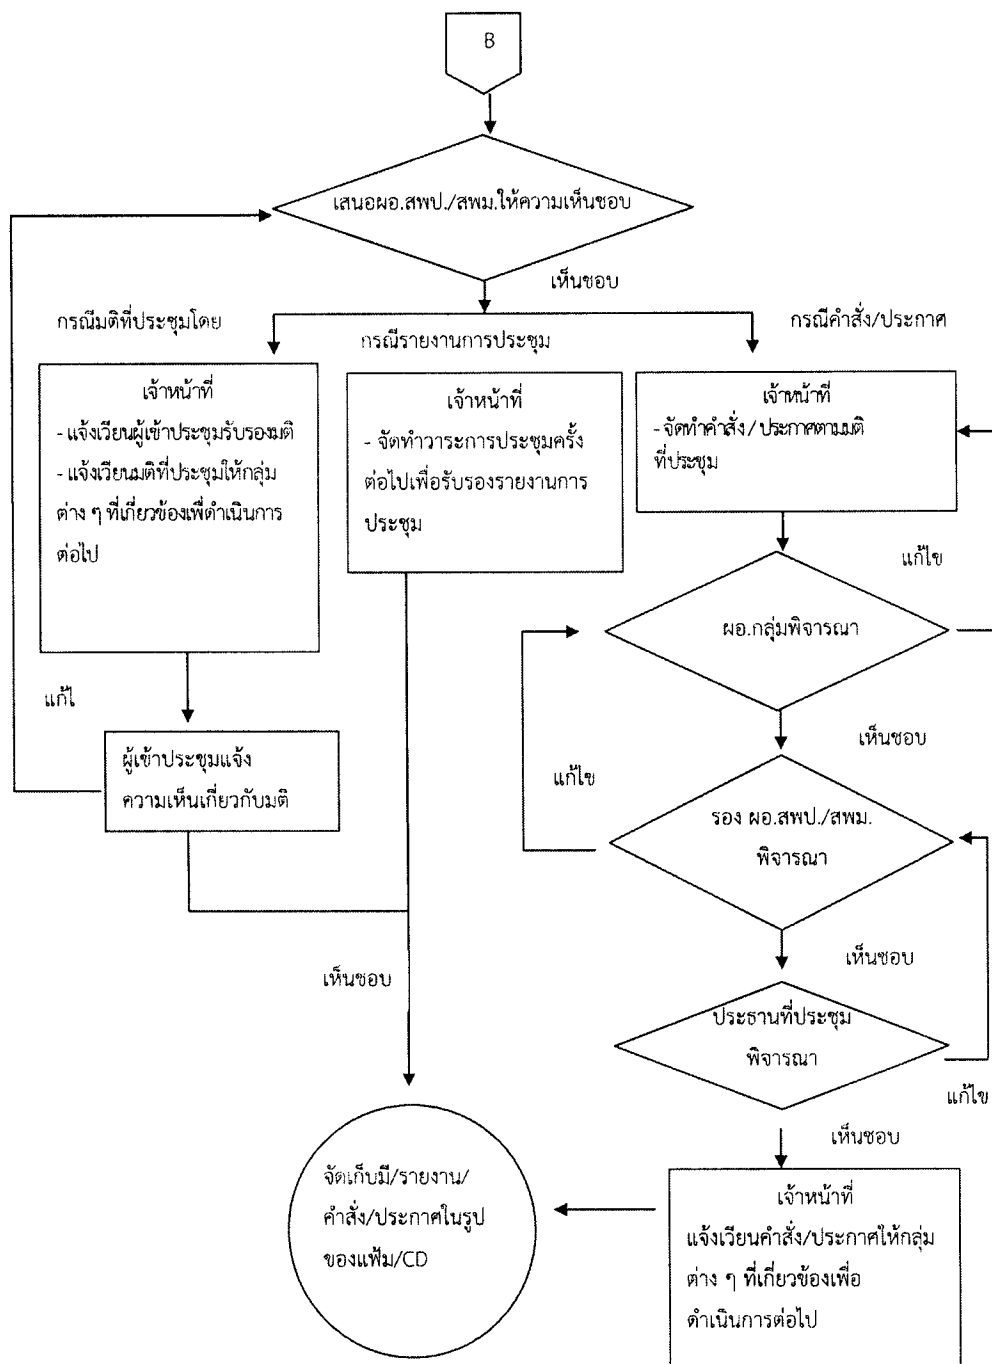 B
เสนอผอ.สพป./สพม.ให้ความเห็นชอบ
เห็นชอบ
กรณีมติที่ประชุมโดย
กรณีรายงานการประชุม
กรณีคำสั่ง/ประกาศ
เจ้าหน้าที่
- แจ้งเวียนผู้เข้าประชุมรับรองมติ
- แจ้งเวียนมติที่ประชุมให้กลุ่ม
ต่าง ๆ ที่เกี่ยวข้องเพื่ดำเนินการ
ต่อไป
เจ้าหน้าที่
- จัดทำวาระการประชุมครั้ง
ต่อไปเพื่อรับรองรายงานการ
ประชุม
เจ้าหน้าที่
- จัดทำคำสั่ง / ประกาศตามมติ
ที่ประชุม
แก้ไข
ผอ.กลุ่มพิจารณา
แก้ไ
เห็นชอบ
ผู้เข้าประชุมแจ้ง
ความเห็นเกี่ยวกับมติ
แก้ไข
รอง ผอ.สพป./สพม.
พิจารณา
เห็นชอบ
เห็นชอบ
ประธานที่ประชุม
พิจารณา
แก้ไข
เห็นชอบ
จัดเก็บมี/รายงาน/
คำสั่ง/ประกาศในรูป
ของแฟ้ม/CD
เจ้าหน้าที่
แจ้งเวียนคำสั่ง/ประกาศให้กลุ่ม
ต่าง ๆ ที่เกี่ยวข้องเพื่อ
ดำเนินการต่อไป